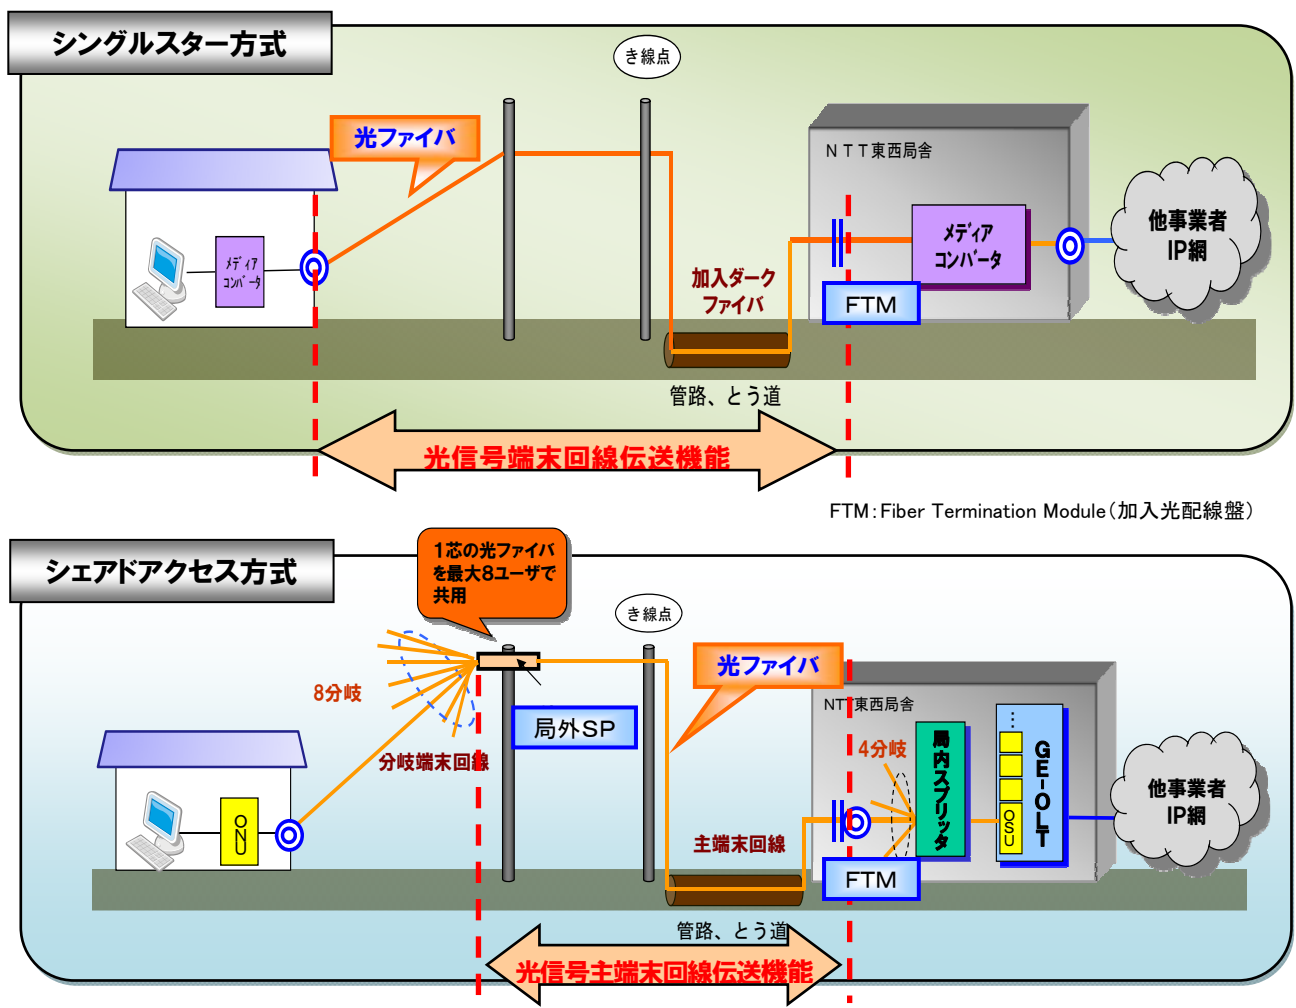 シングルスター方式
き線点
光ファイバ
ＮＴＴ東西局舎
メディア
コンバータ
メディア
コンバータ
他事業者
IP網
加入ダーク
ファイバ
FTM
管路、とう道
光信号端末回線伝送機能
FTM：Fiber Termination Module（加入光配線盤）
シェアドアクセス方式
1芯の光ファイバ
を最大8ユーザで
共用
き線点
光ファイバ
8分岐
局外SP
NTT東西局舎
分岐端末回線
4分岐
局内スプリッタ
⋮
GE-OLT
OSU
他事業者
IP網
ONU
主端末回線
FTM
管路、とう道
光信号主端末回線伝送機能